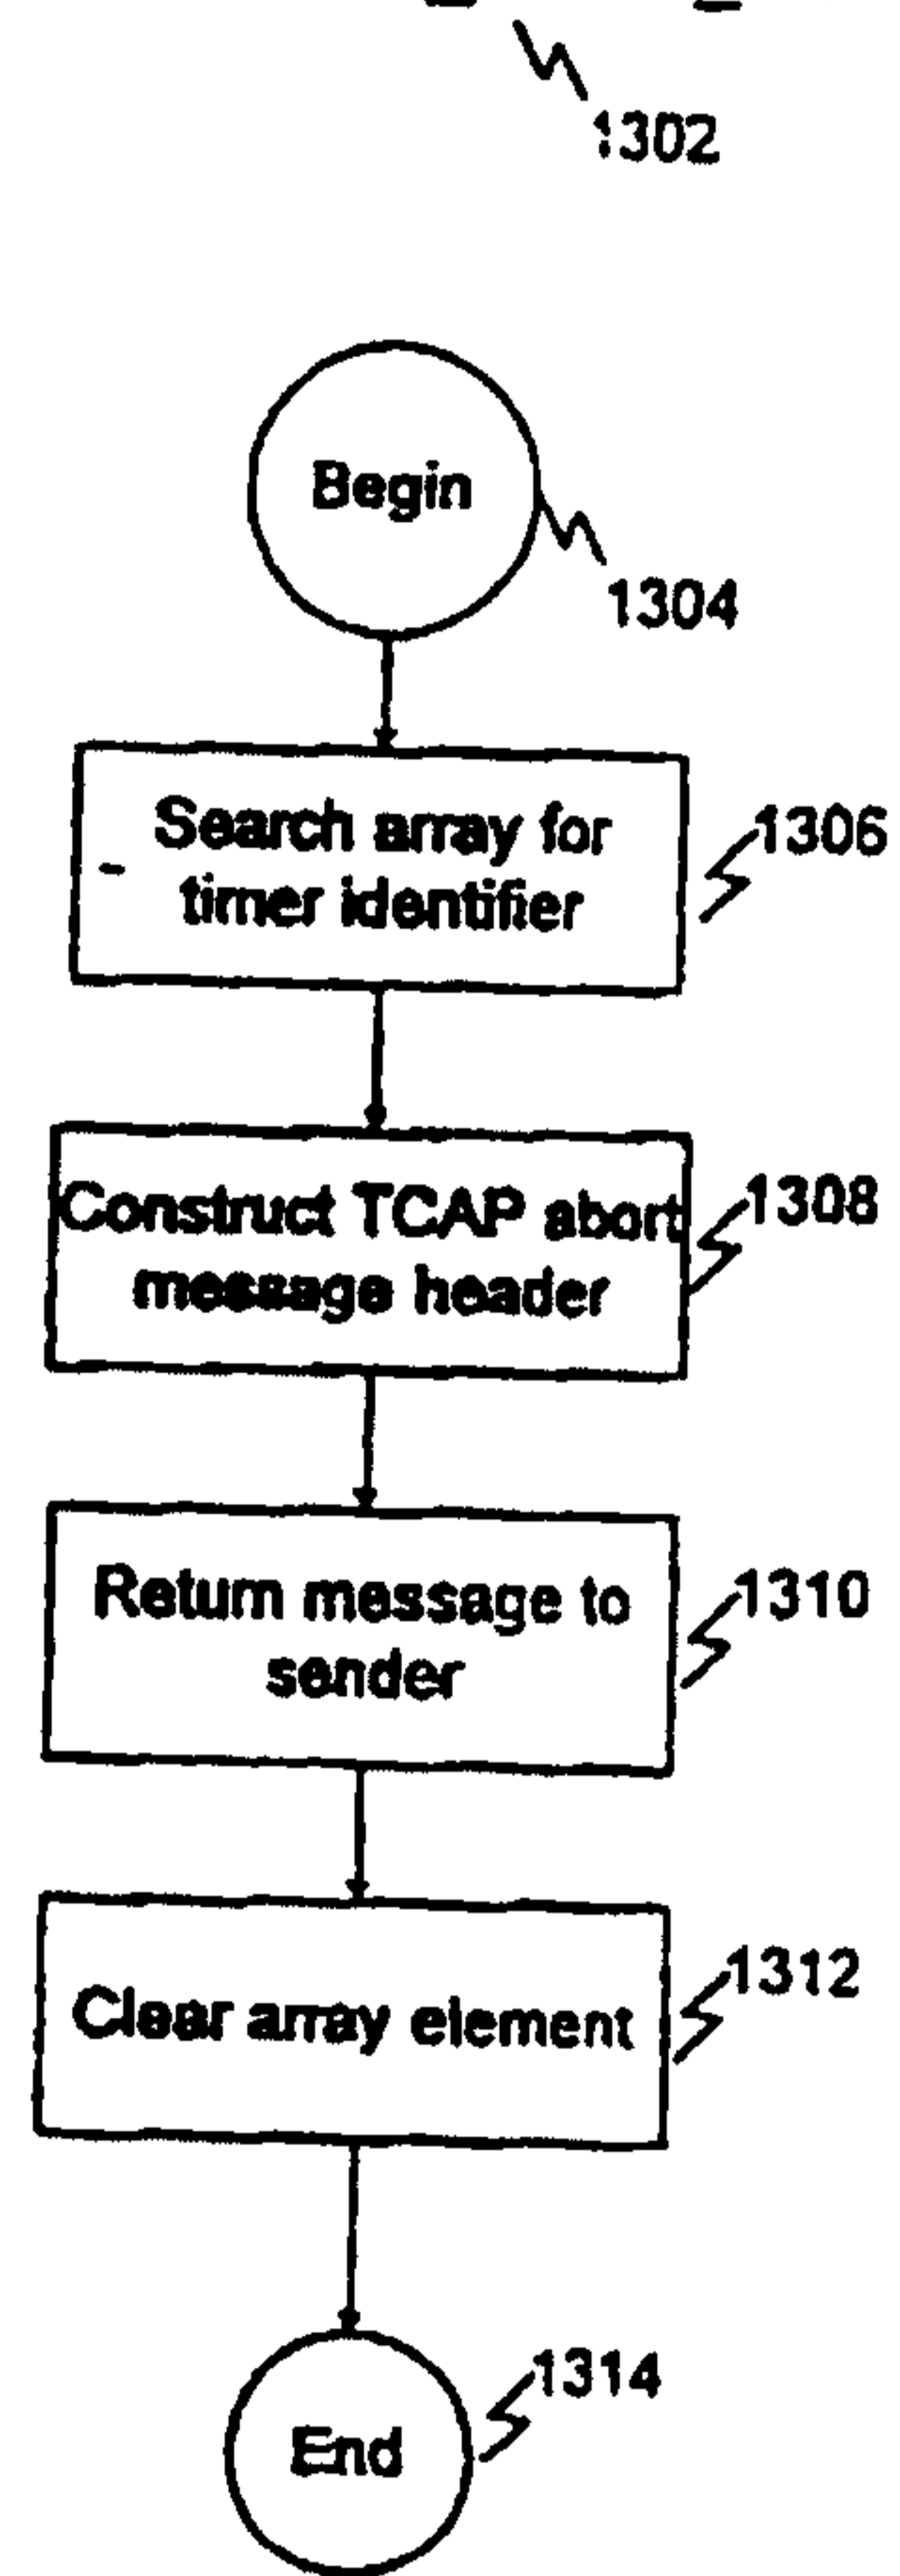 1302
Begin
1304
Search array for
timer identifier
1306
Construct TCAP abort
message header
1308
Return message to
sender
1310
Clear array element
1312
End
1314